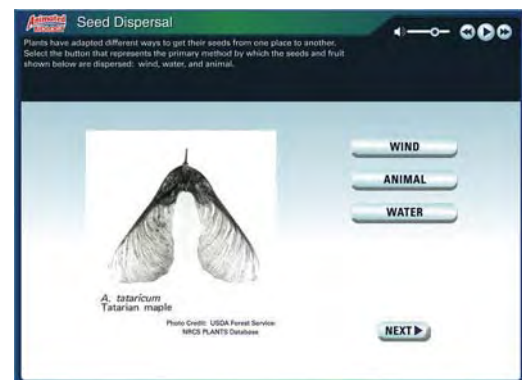 Animated
Seed Dispersal
Plants have adapted different ways to get their seeds from one place to another.
Select the button that represents the primary method by which the seeds and fruit
shown below are dispersed: wind, water, and animal.
WIND
ANIMAL
WATER
A. tataricum
Tatarian maple
Photo Credit: USDA Forest Service-
NRCS PLANTS Database
NEXT